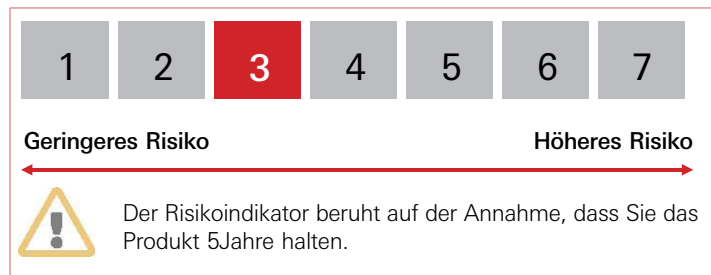 1 2 3 4 5 6 7
Geringeres Risiko Höheres Risiko
Der Risikoindikator beruht auf der Annahme, dass Sie das
Produkt 5Jahre halten.